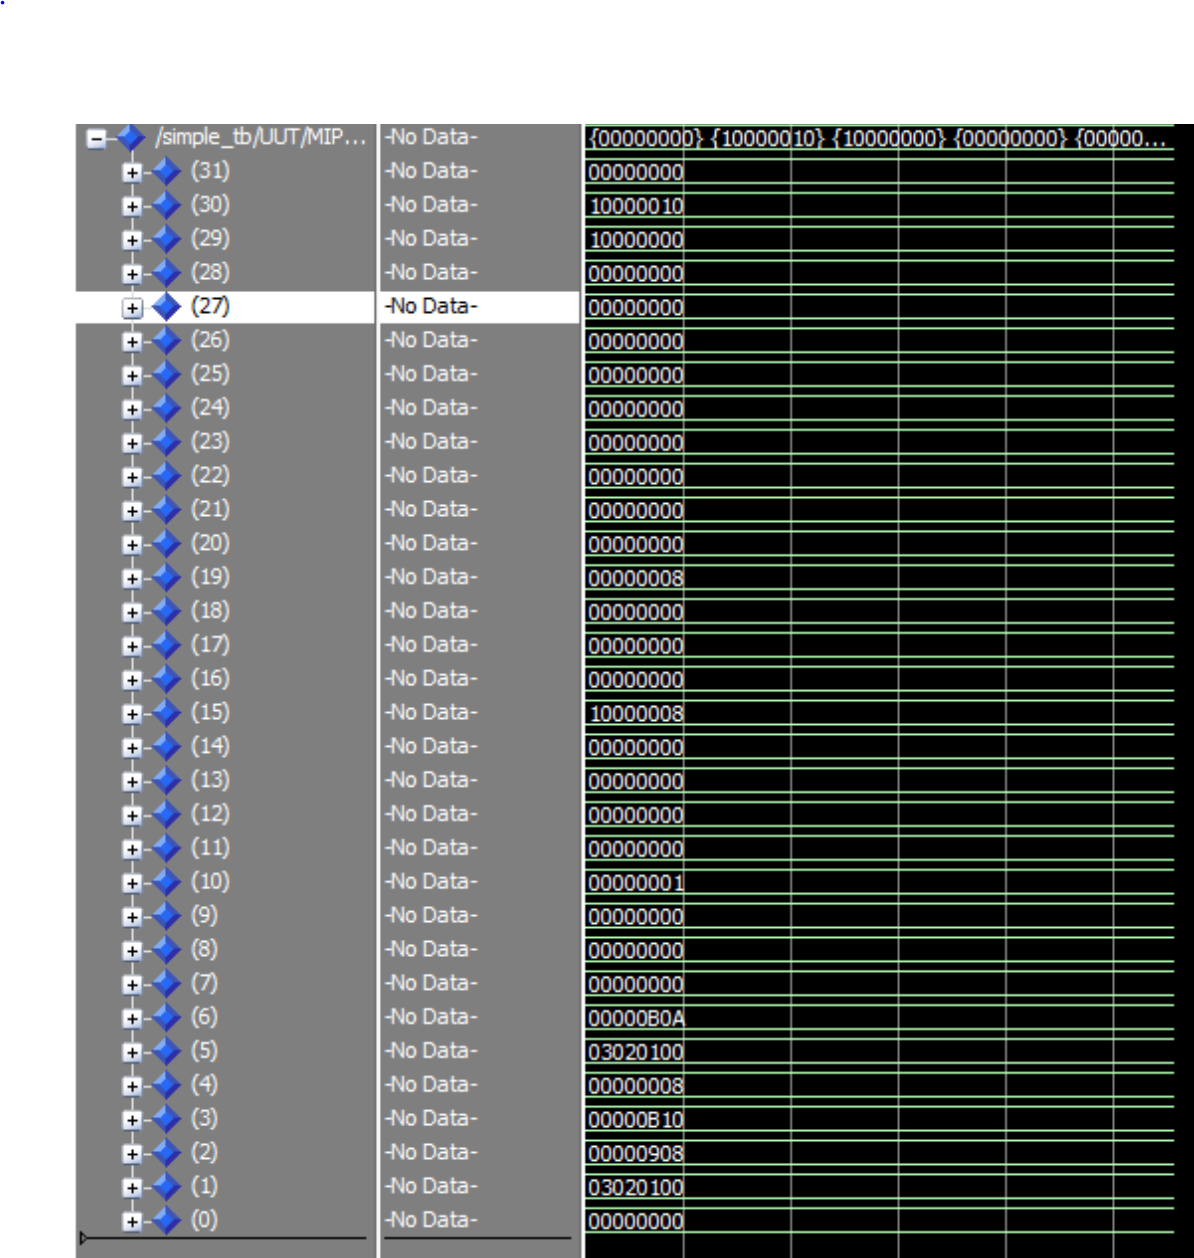 /simple_tb/UUT/MIP... -No Data- {00000000} {10000010} {10000000} {00000000} {00000...
(31) -No Data- 00000000
(30) -No Data- 10000010
(29) -No Data- 10000000
(28) -No Data- 00000000
(27) -No Data- 00000000
(26) -No Data- 00000000
(25) -No Data- 00000000
(24) -No Data- 00000000
(23) -No Data- 00000000
(22) -No Data- 00000000
(21) -No Data- 00000000
(20) -No Data- 00000000
(19) -No Data- 00000008
(18) -No Data- 00000000
(17) -No Data- 00000000
(16) -No Data- 00000000
(15) -No Data- 10000008
(14) -No Data- 00000000
(13) -No Data- 00000000
(12) -No Data- 00000000
(11) -No Data- 00000000
(10) -No Data- 00000001
(9) -No Data- 00000000
(8) -No Data- 00000000
(7) -No Data- 00000000
(6) -No Data- 00000B0A
(5) -No Data- 03020100
(4) -No Data- 00000008
(3) -No Data- 00000B10
(2) -No Data- 00000908
(1) -No Data- 03020100
(0) -No Data- 00000000